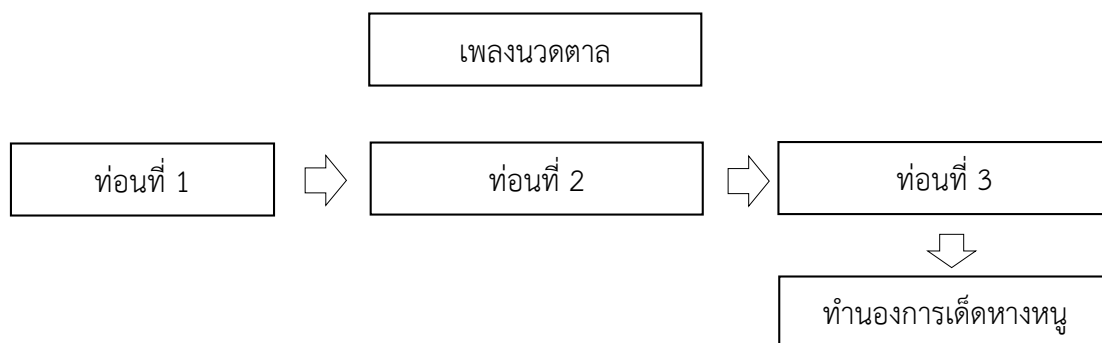 เพลงนวดตาล
ท่อนที่ 1
ท่อนที่ 2
ท่อนที่ 3
ทำนองการเด็ดหางหนู